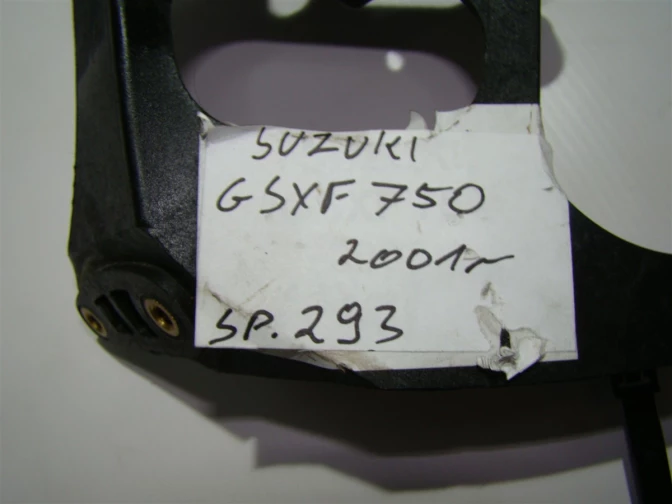 SUZUKI
GSXF 750
2001r
SP. 293